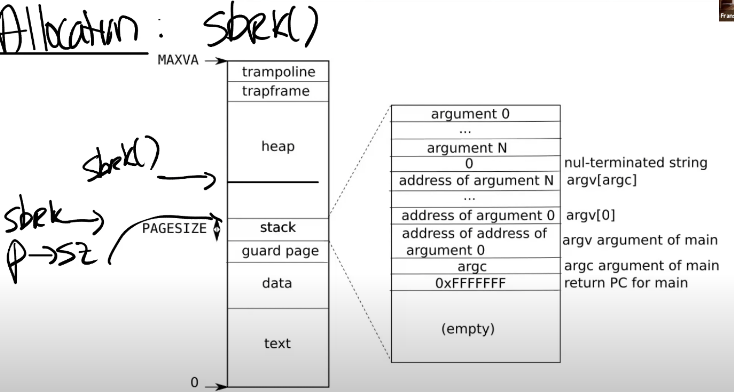 Allocation: sbrk()
MAXVA
trampoline
trapframe
heap
sbrk()
sbrk
p->sz
PAGESIZE
stack
guard page
data
text
0
argument 0
...
argument N
0 nul-terminated string
address of argument N argv[argc]
...
address of argument 0 argv[0]
address of address of
argument 0 argv argument of main
argc argc argument of main
0xFFFFFFF return PC for main
(empty)